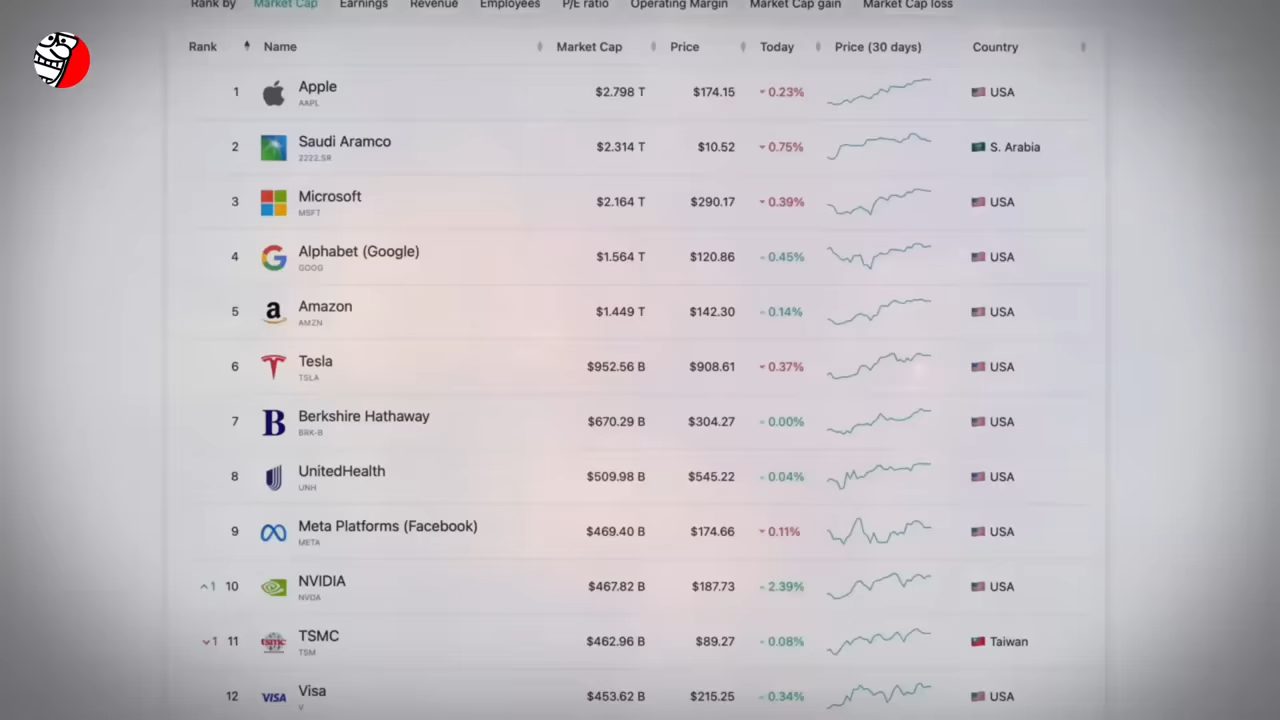 Rank by Market Cap Earnings Revenue Employees P/E ratio Operating Margin Market Cap gain Market Cap loss
Rank Name Market Cap Price Today Price (30 days) Country
1 Apple $2.798 T $174.15 0.23% USA
AAPL
2 Saudi Aramco $2.314 T $10.52 0.75% S. Arabia
2222.SR
3 Microsoft $2.164 T $290.17 0.39% USA
MSFT
4 Alphabet (Google) $1.564 T $120.86 0.45% USA
GOOG
5 Amazon $1.449 T $142.30 0.14% USA
AMZN
6 Tesla $952.56 B $908.61 0.37% USA
TSLA
7 Berkshire Hathaway $670.29 B $304.27 0.00% USA
BRK-B
8 UnitedHealth $509.98 B $545.22 0.04% USA
UNH
9 Meta Platforms (Facebook) $469.40 B $174.66 0.11% USA
META
1 10 NVIDIA $467.82 B $187.73 2.39% USA
NVDA
1 11 tsmc TSMC $462.96 B $89.27 0.08% Taiwan
TSM
12 VISA Visa $453.62 B $215.25 0.34% USA
V